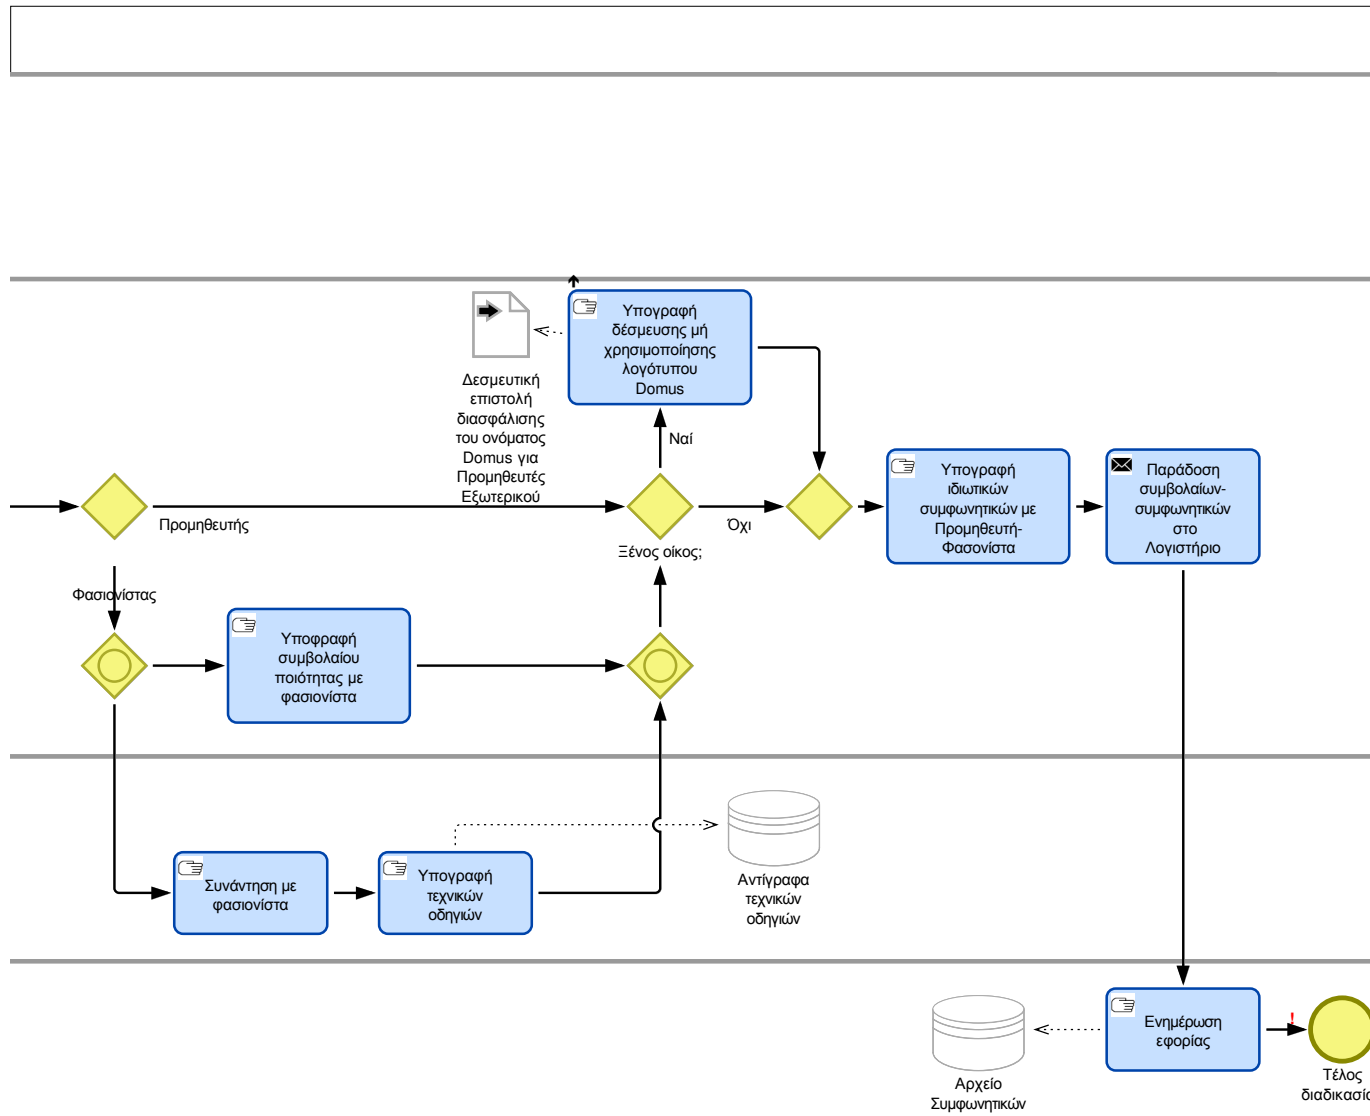 Υπογραφή
δέσμευσης μή
χρησιμοποίησης
λογότυπου
Domus
Δεσμευτική
επιστολή
διασφάλισης
του ονόματος
Domus για
Προμηθευτές
Εξωτερικού
Ναί
Προμηθευτής
Ξένος οίκος;
Όχι
Υπογραφή
ιδιωτικών
συμφωνητικών με
Προμηθευτή-
Φασονίστα
Παράδοση
συμβολαίων-
συμφωνητικών
στο
Λογιστήριο
Φασιονίστας
Υποφραφή
συμβολαίου
ποιότητας με
φασιονίστα
Συνάντηση με
φασιονίστα
Υπογραφή
τεχνικών
οδηγιών
Αντίγραφα
τεχνικών
οδηγιών
Αρχείο
Συμφωνητικών
Ενημέρωση
εφορίας
!
Τέλος
διαδικασί